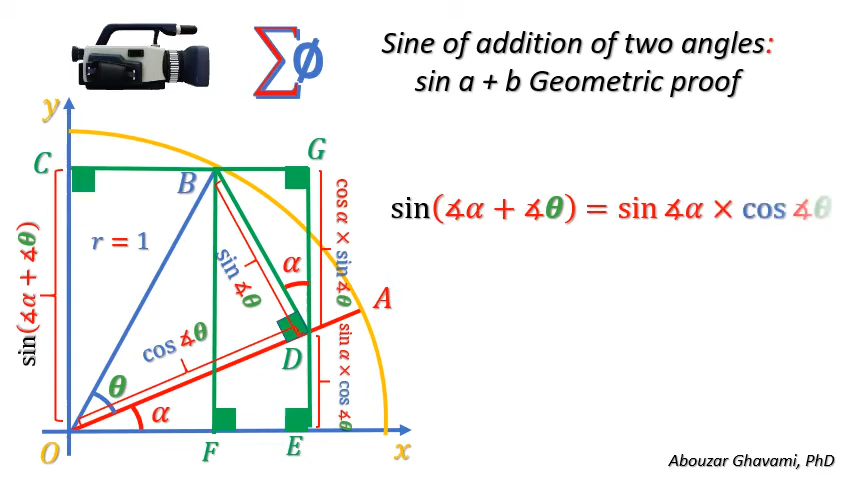 ∑φ
Sine of addition of two angles:
sin a + b Geometric proof
y
C
B
G
r = 1
sin(∡α + ∡θ)
sin ∡θ
α
cos α × sin ∡θ
A
cos ∡θ
D
sin α × cos ∡θ
θ
α
O
F
E
x
sin(∡α + ∡θ) = sin ∡α × cos ∡θ
Abouzar Ghavami, PhD